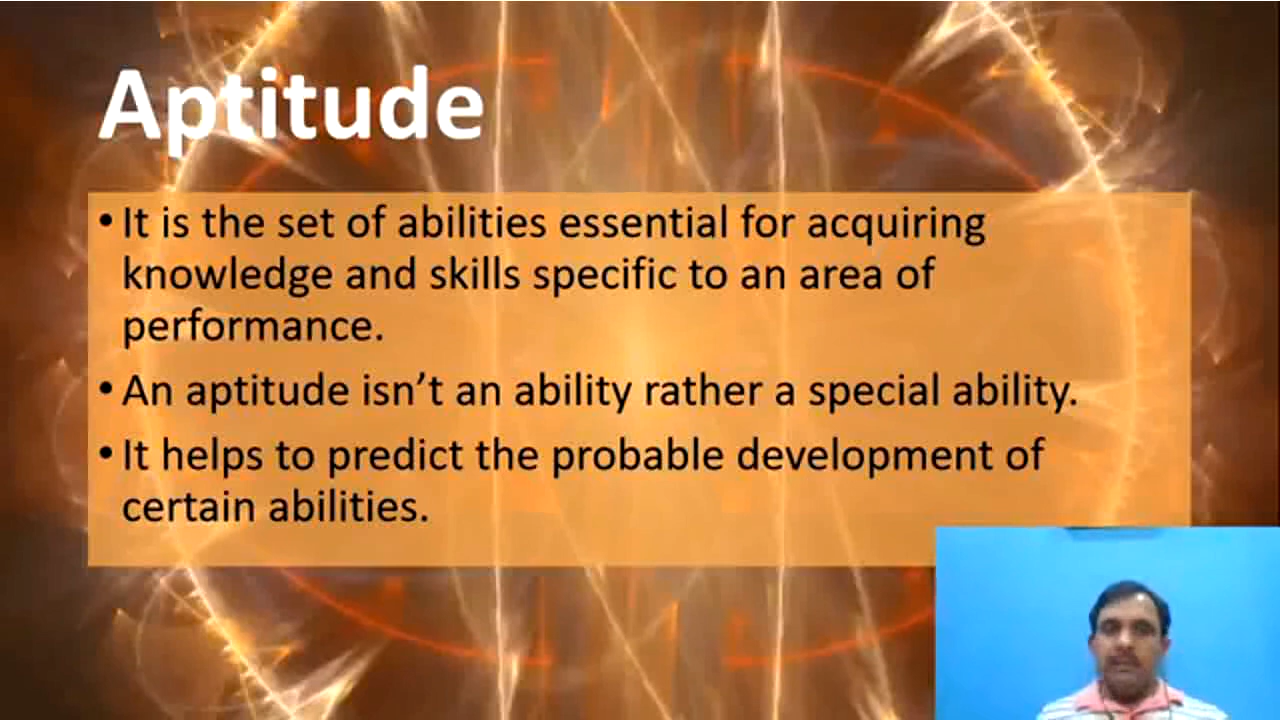 Aptitude
• It is the set of abilities essential for acquiring
knowledge and skills specific to an area of
performance.
• An aptitude isn’t an ability rather a special ability.
• It helps to predict the probable development of
certain abilities.